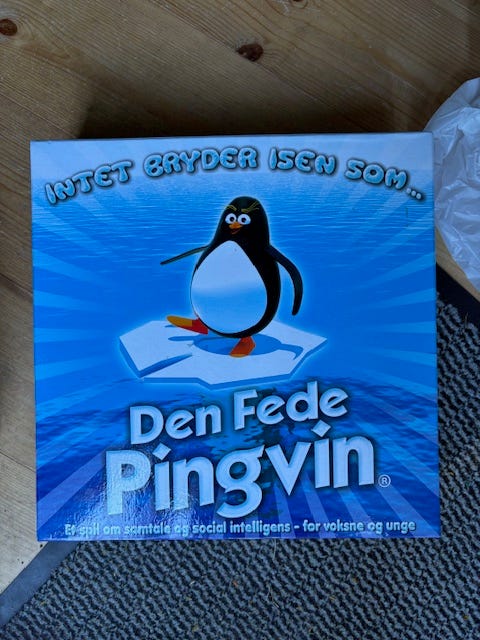 INTET BRYDER ISEN SOM...
Den Fede
Pingvin®
Et spil om samtale og social intelligens - for voksne og unge